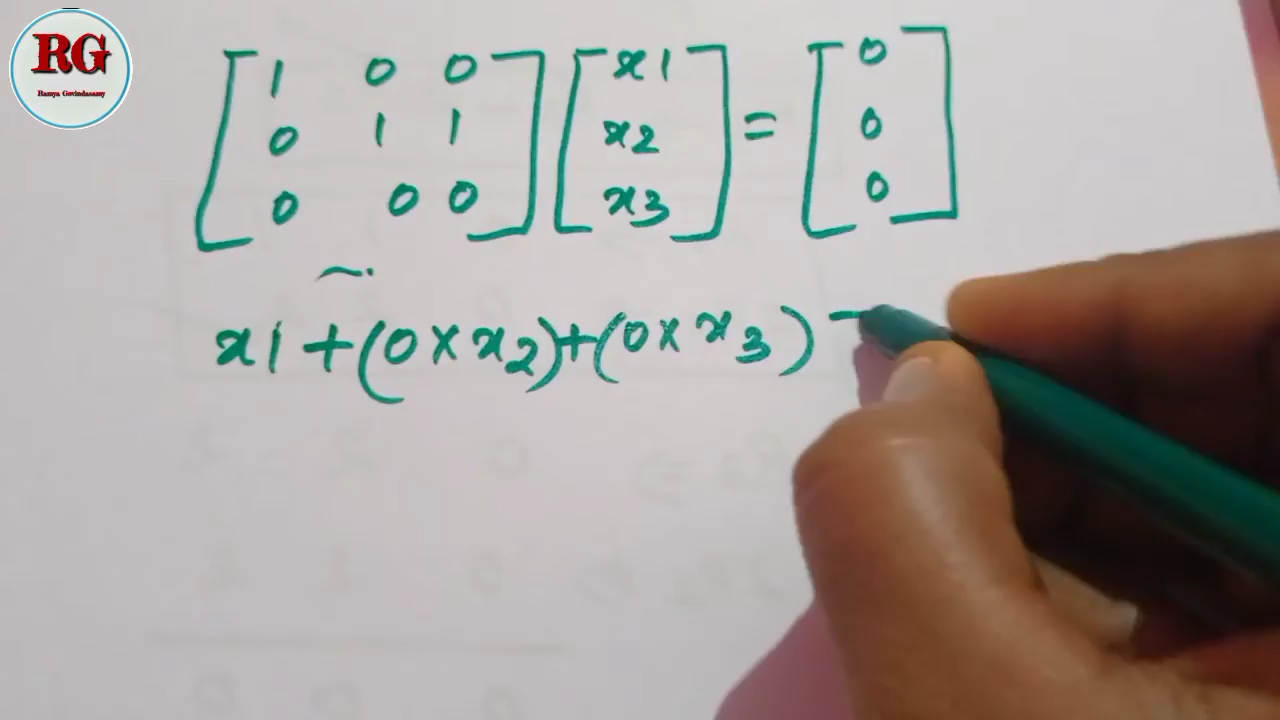 RG
Ramya Govindasamy
1 0 0 x1 0
0 1 1 x2 = 0
0 0 0 x3 0
x1 + (0 × x2) + (0 × x3)